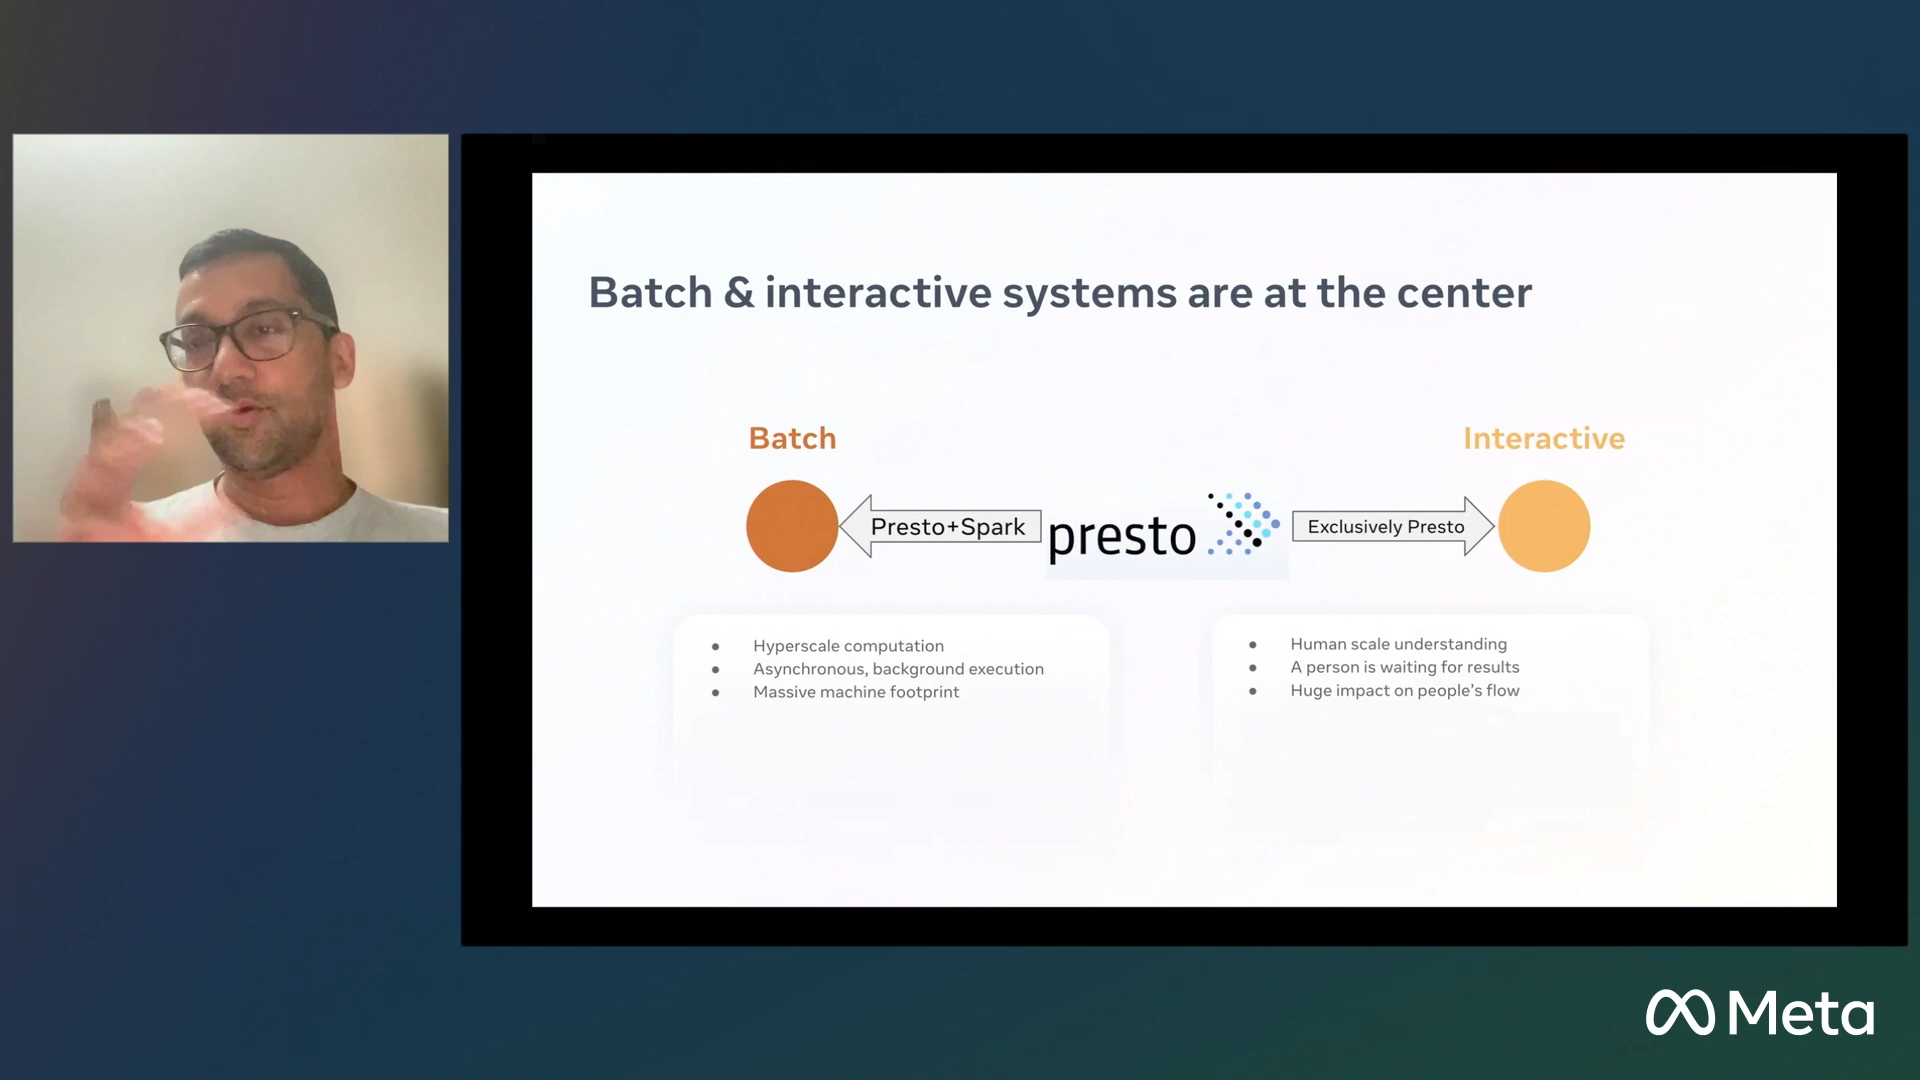 Batch & interactive systems are at the center
Batch
Interactive
Presto+Spark
presto
Exclusively Presto
Hyperscale computation
Asynchronous, background execution
Massive machine footprint
Human scale understanding
A person is waiting for results
Huge impact on people's flow
Meta